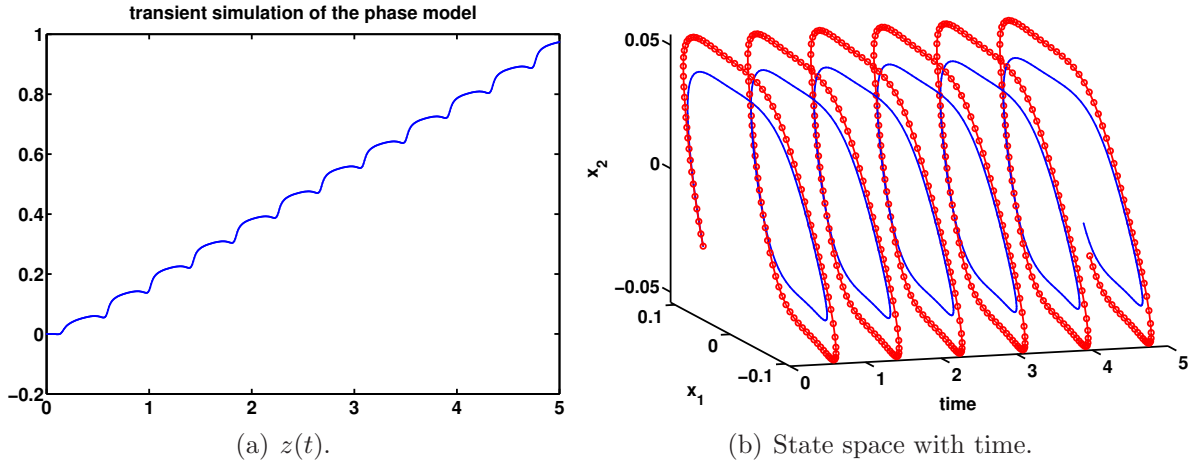 transient simulation of the phase model
1
0.8
0.6
0.4
0.2
0
−0.2
0 1 2 3 4 5
(a) z(t).
0.05
0
−0.05
x_2
0.1
0
−0.1
x_1
0 1 2 3 4 5
time
(b) State space with time.